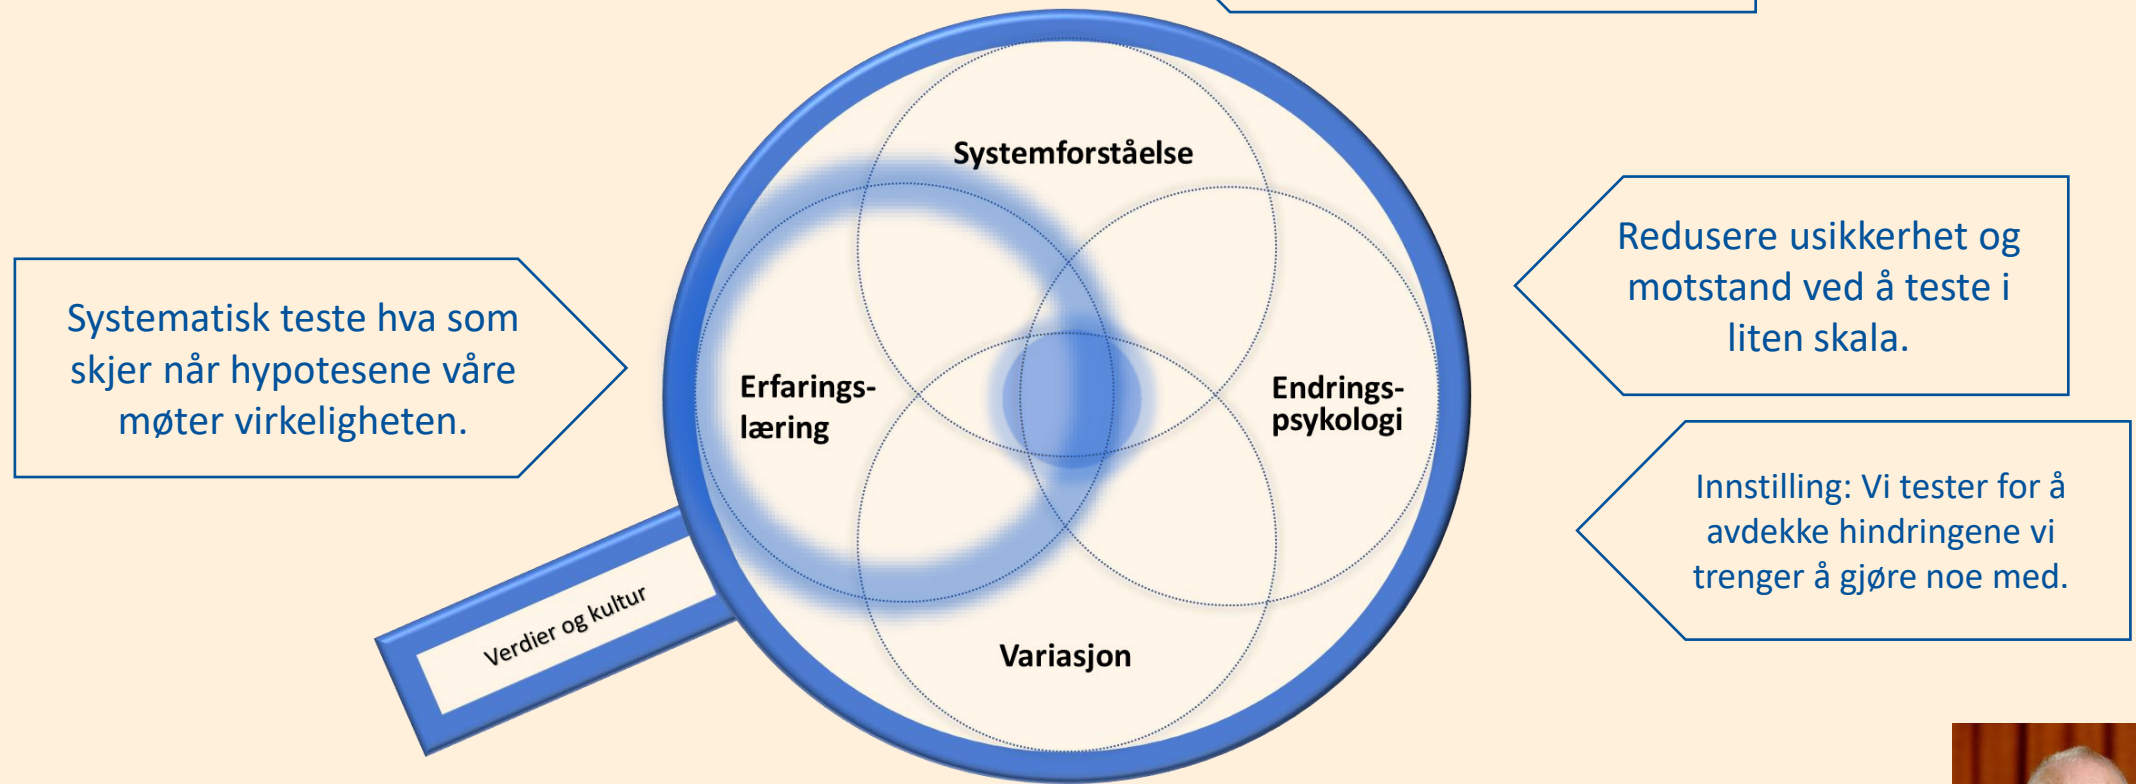 Systemforståelse
Systematisk teste hva som
skjer når hypotesene våre
møter virkeligheten.
Erfarings-
læring
Endrings-
psykologi
Redusere usikkerhet og
motstand ved å teste i
liten skala.
Innstilling: Vi tester for å
avdekke hindringene vi
trenger å gjøre noe med.
Verdier og kultur
Variasjon